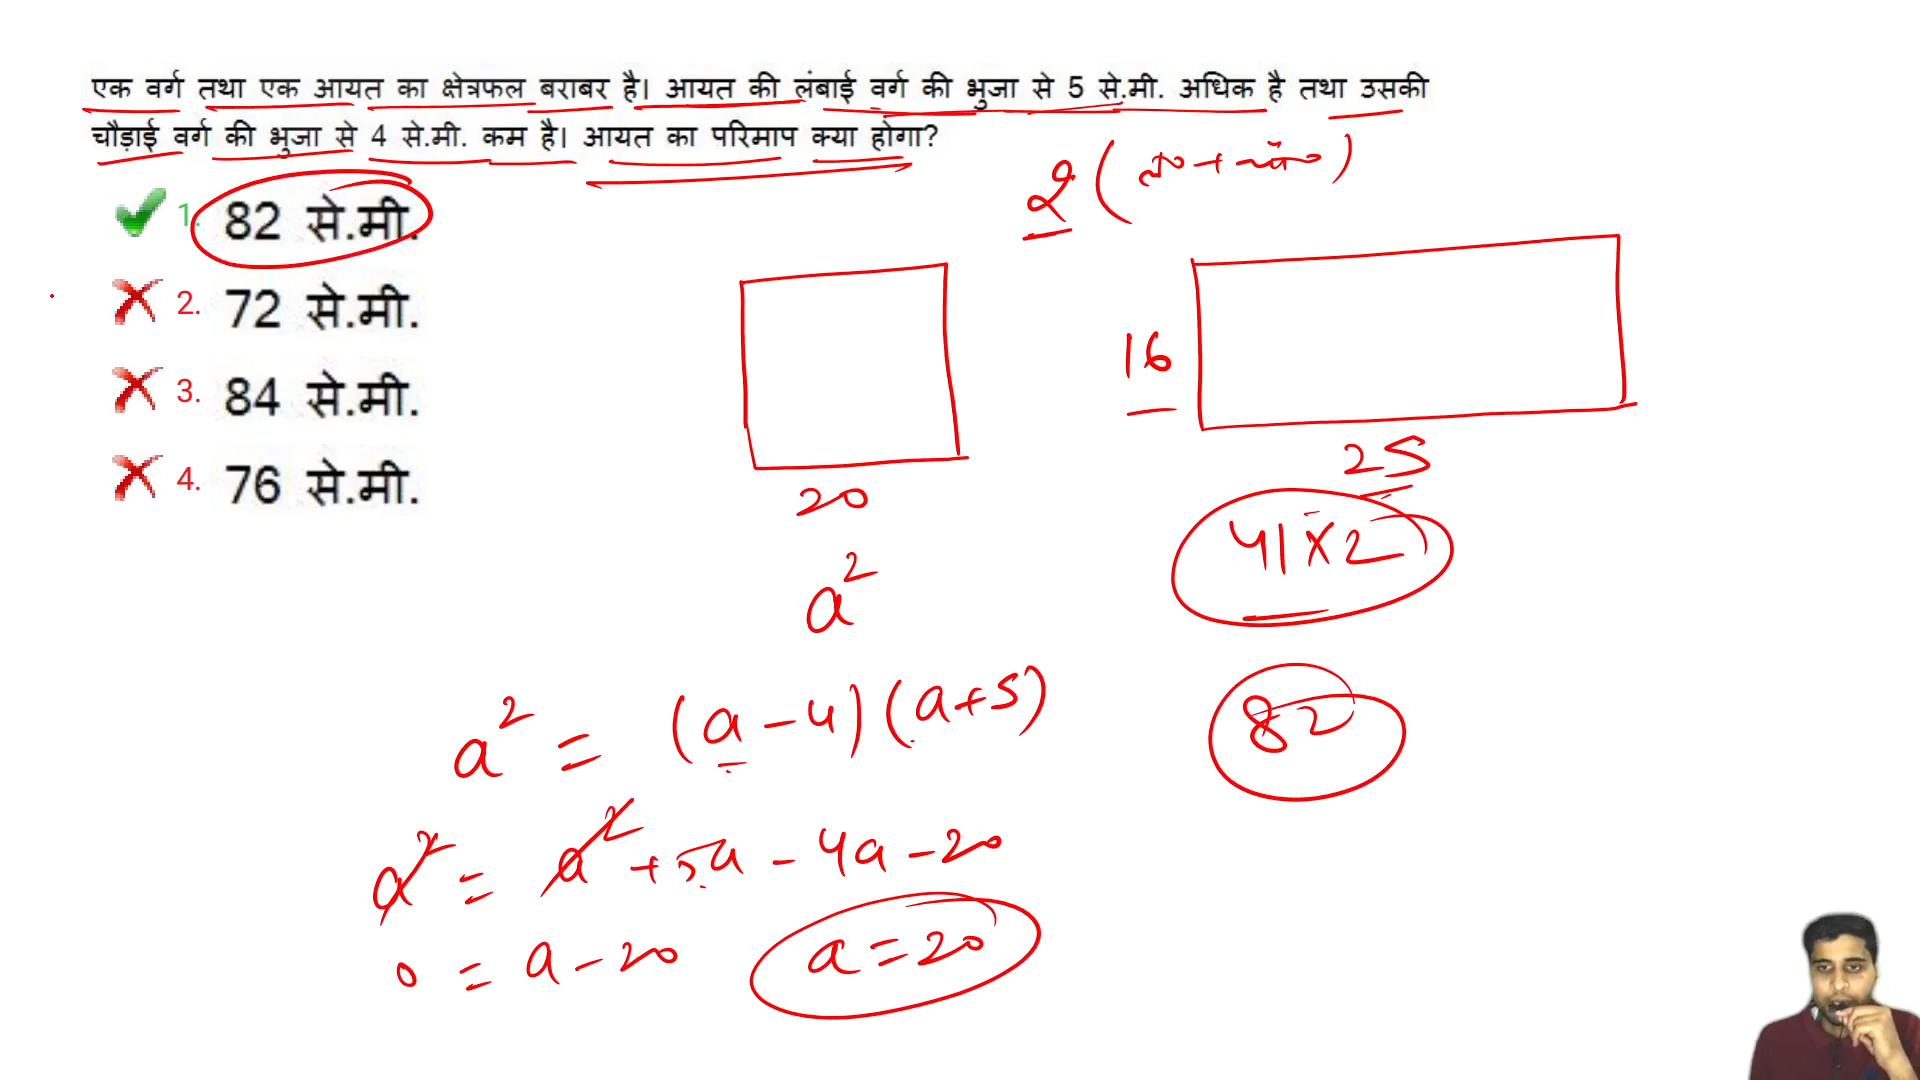 एक वर्ग तथा एक आयत का क्षेत्रफल बराबर है। आयत की लंबाई वर्ग की भुजा से 5 से.मी. अधिक है तथा उसकी
चौड़ाई वर्ग की भुजा से 4 से.मी. कम है। आयत का परिमाप क्या होगा?
2 (ल० + चौ०)
1. 82 से.मी.
2. 72 से.मी.
3. 84 से.मी.
4. 76 से.मी.
16
25
20
41 × 2
a²
a² = (a - 4) (a + 5)
82
a² = a² + 5a - 4a - 20
0 = a - 20
a = 20